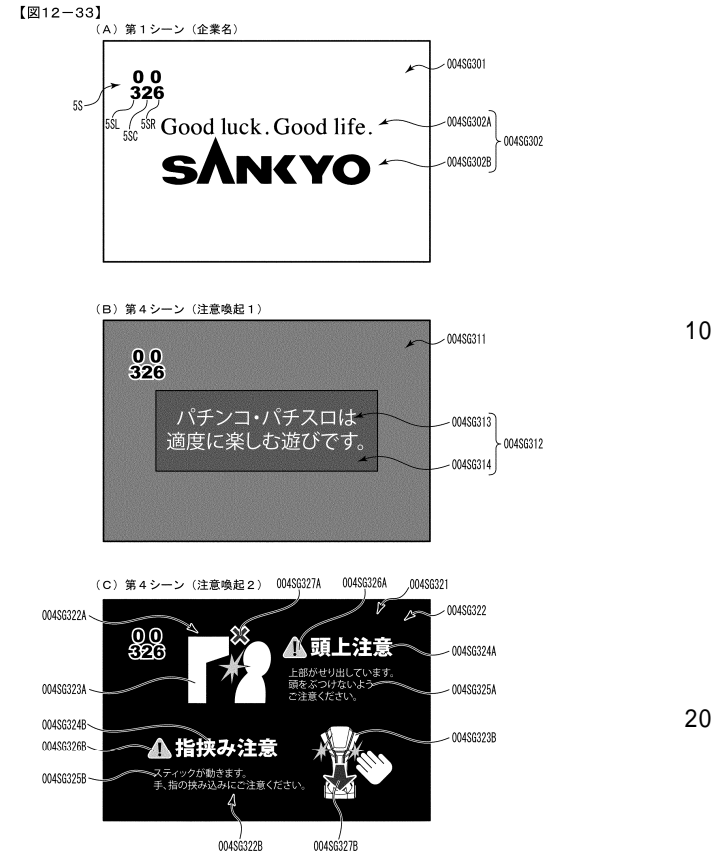 【図12－33】
（A）第1シーン（企業名）
00
326
5S
5SL
5SC
5SR
Good luck. Good life.
SANKYO
004SG301
004SG302A
004SG302B
004SG302
（B）第4シーン（注意喚起1）
00
326
パチンコ・パチスロは
適度に楽しむ遊びです。
004SG311
10
004SG313
004SG314
004SG312
（C）第4シーン（注意喚起2）
004SG327A
004SG326A
004SG321
004SG322
004SG322A
00
326
頭上注意
004SG324A
上部がせり出しています。
頭をぶつけないよう
ご注意ください。
004SG325A
004SG323A
004SG324B
20
004SG326B
指挟み注意
004SG323B
004SG325B
スティックが動きます。
手、指の挟み込みにご注意ください。
004SG322B
004SG327B